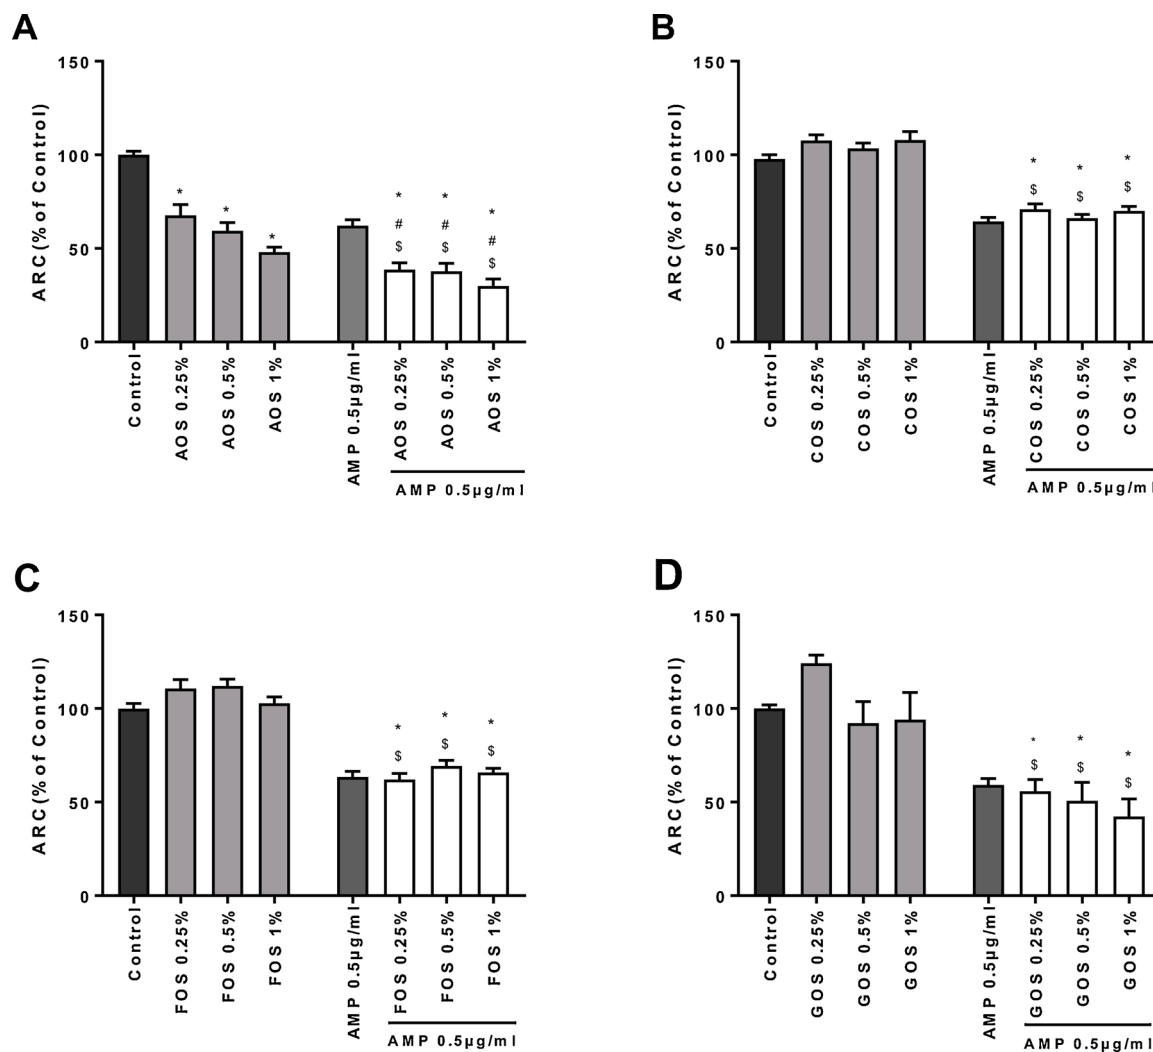 A
ARC(% of Control)
150
100
50
0
*
*
*
*
#
$
*
#
$
*
#
$
Control
AOS 0.25%
AOS 0.5%
AOS 1%
AMP 0.5µg/ml
AOS 0.25%
AOS 0.5%
AOS 1%
AMP 0.5µg/ml
B
ARC(% of Control)
150
100
50
0
*
$
*
$
*
$
Control
COS 0.25%
COS 0.5%
COS 1%
AMP 0.5µg/ml
COS 0.25%
COS 0.5%
COS 1%
AMP 0.5µg/ml
C
ARC(% of Control)
150
100
50
0
*
$
*
$
*
$
Control
FOS 0.25%
FOS 0.5%
FOS 1%
AMP 0.5µg/ml
FOS 0.25%
FOS 0.5%
FOS 1%
AMP 0.5µg/ml
D
ARC(% of Control)
150
100
50
0
*
$
*
$
*
$
Control
GOS 0.25%
GOS 0.5%
GOS 1%
AMP 0.5µg/ml
GOS 0.25%
GOS 0.5%
GOS 1%
AMP 0.5µg/ml